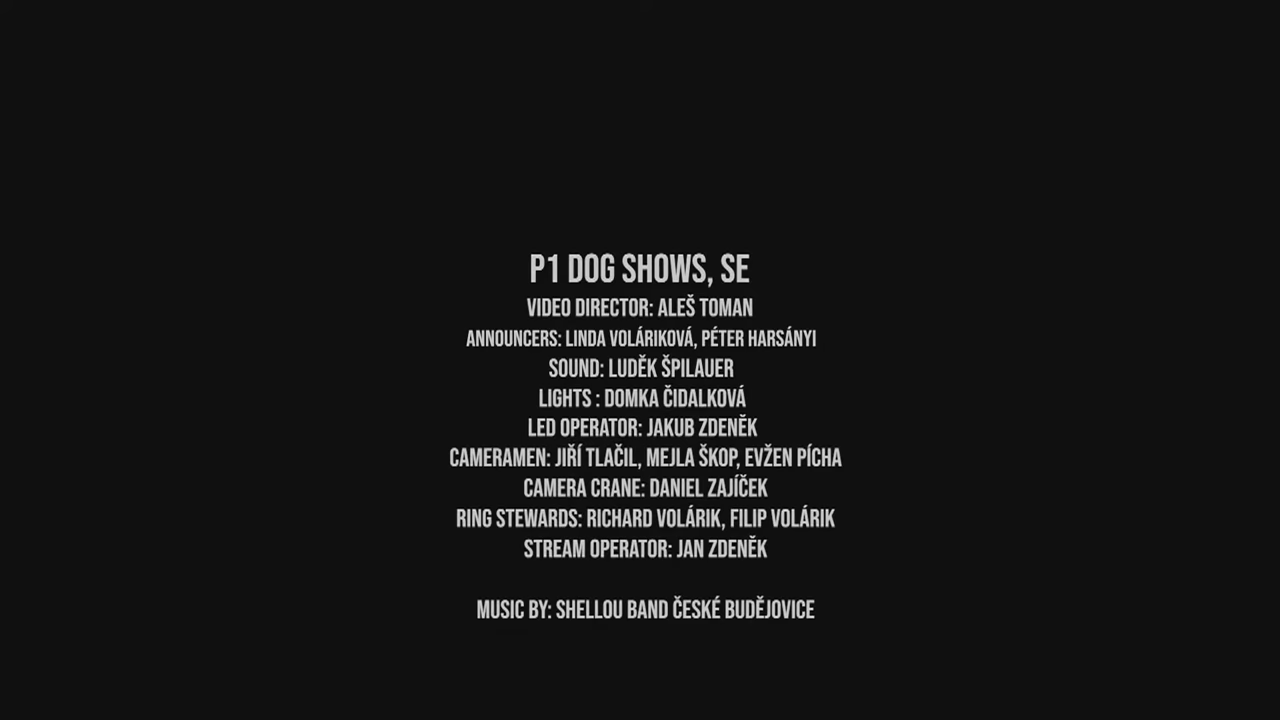 P1 DOG SHOWS, SE
VIDEO DIRECTOR: ALEŠ TOMAN
ANNOUNCERS: LINDA VOLÁRIKOVÁ, PÉTER HARSÁNYI
SOUND: LUDĚK ŠPILAUER
LIGHTS : DOMKA ČIDALKOVÁ
LED OPERATOR: JAKUB ZDENĚK
CAMERAMEN: JIŘÍ TLAČIL, MEJLA ŠKOP, EVŽEN PÍCHA
CAMERA CRANE: DANIEL ZAJÍČEK
RING STEWARDS: RICHARD VOLÁRIK, FILIP VOLÁRIK
STREAM OPERATOR: JAN ZDENĚK
MUSIC BY: SHELLOU BAND ČESKÉ BUDĚJOVICE